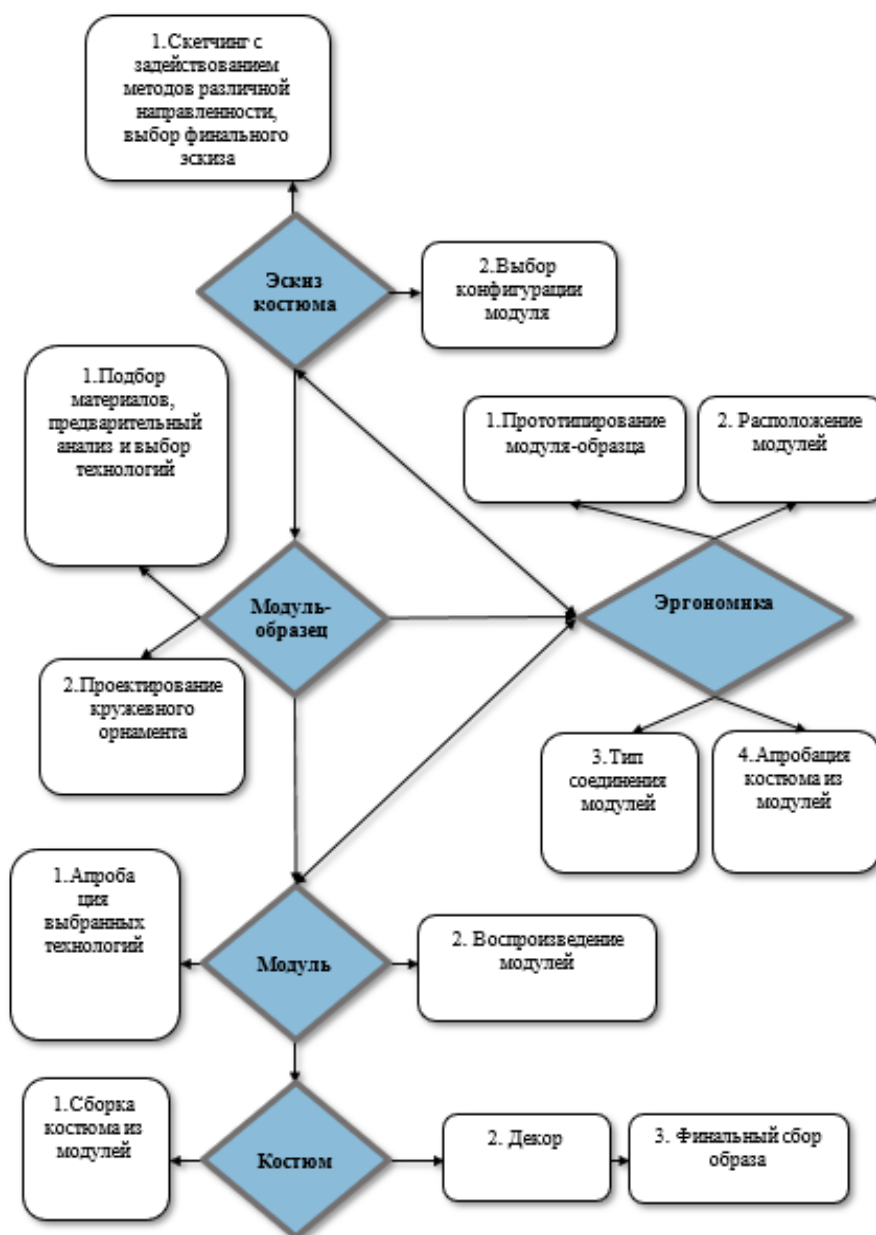 1.Скетчинг с
задействованием
методов различной
направленности,
выбор финального
эскиза
Эскиз
костюма
2.Выбор
конфигурации
модуля
1.Подбор
материалов,
предварительный
анализ и выбор
технологий
1.Прототипирование
модуля-образца
2. Расположение
модулей
Модуль-
образец
Эргономика
2.Проектирование
кружевного
орнамента
3.Тип
соединения
модулей
4.Апробация
костюма из
модулей
1.Апроба
ция
выбранных
технологий
Модуль
2. Воспроизведение
модулей
1.Сборка
костюма из
модулей
Костюм
2. Декор
3. Финальный сбор
образа